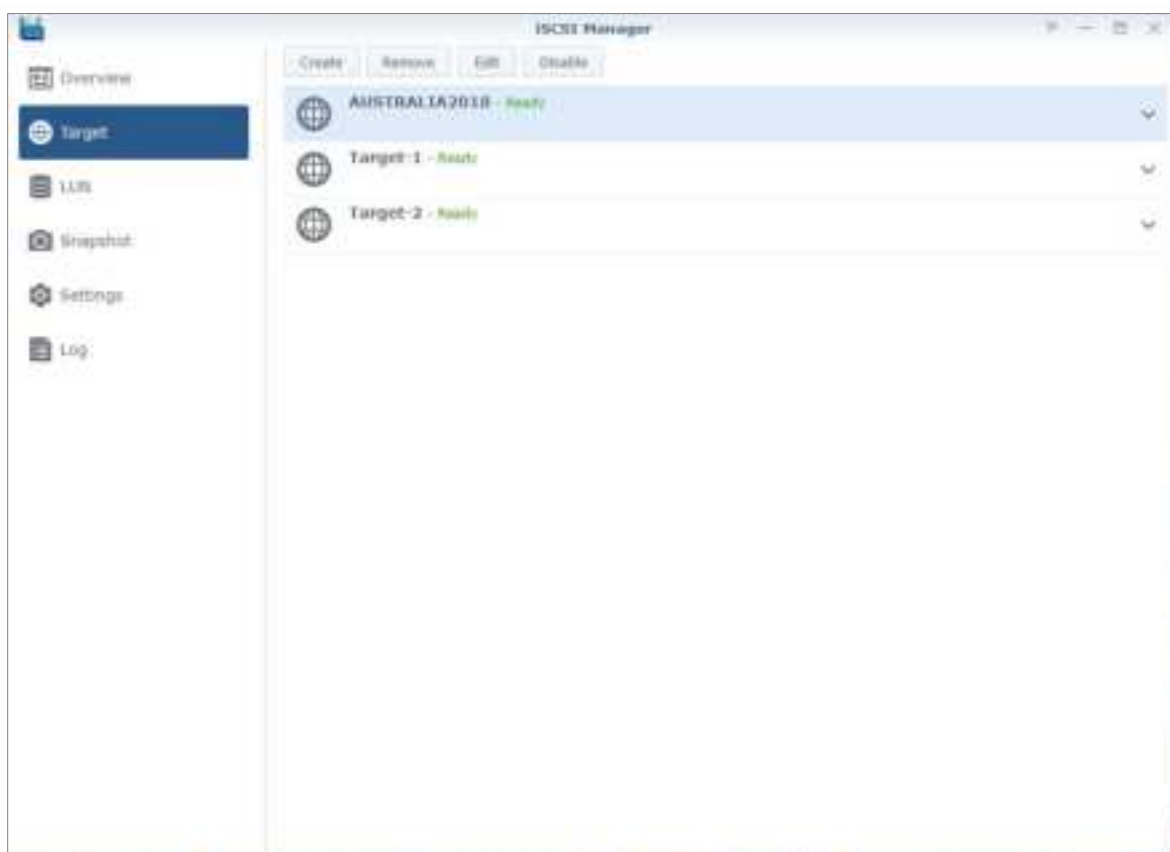 iSCSI Manager
Create Remove Edit Disable
Overview
Target
LUN
Snapshot
Settings
Log
AUSTRALIA2018 - Ready
Target-1 - Ready
Target-2 - Ready